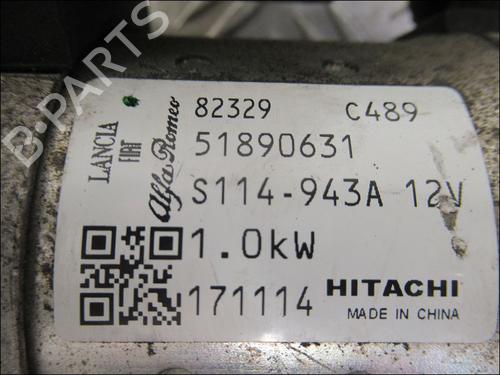 B-PARTS
LANCIA
FIAT
Alfa Romeo
82329 C489
51890631
S114-943A 12V
1.0kW
171114 HITACHI
MADE IN CHINA